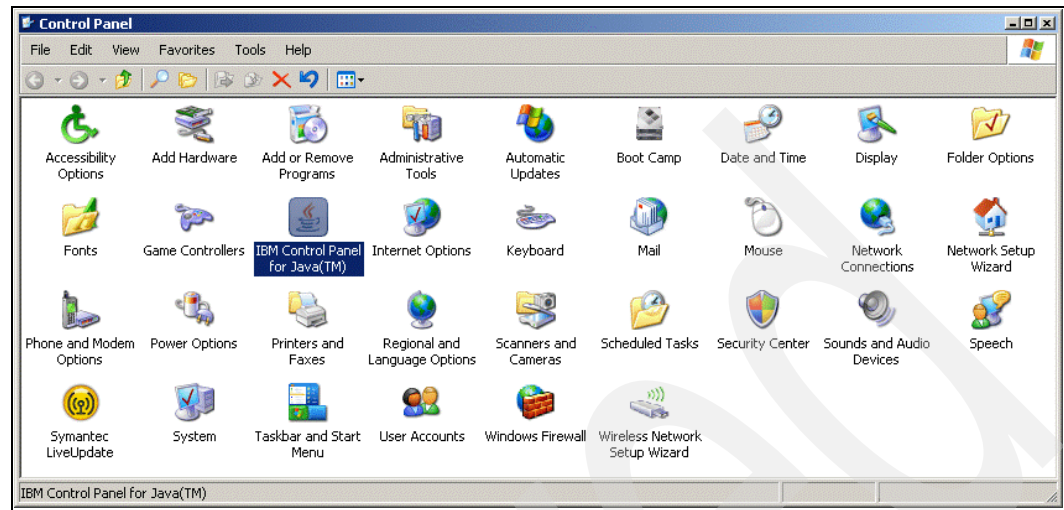 Control Panel
File Edit View Favorites Tools Help
Accessibility Options
Add Hardware
Add or Remove Programs
Administrative Tools
Automatic Updates
Boot Camp
Date and Time
Display
Folder Options
Fonts
Game Controllers
IBM Control Panel for Java(TM)
Internet Options
Keyboard
Mail
Mouse
Network Connections
Network Setup Wizard
Phone and Modem Options
Power Options
Printers and Faxes
Regional and Language Options
Scanners and Cameras
Scheduled Tasks
Security Center
Sounds and Audio Devices
Speech
Symantec LiveUpdate
System
Taskbar and Start Menu
User Accounts
Windows Firewall
Wireless Network Setup Wizard
IBM Control Panel for Java(TM)